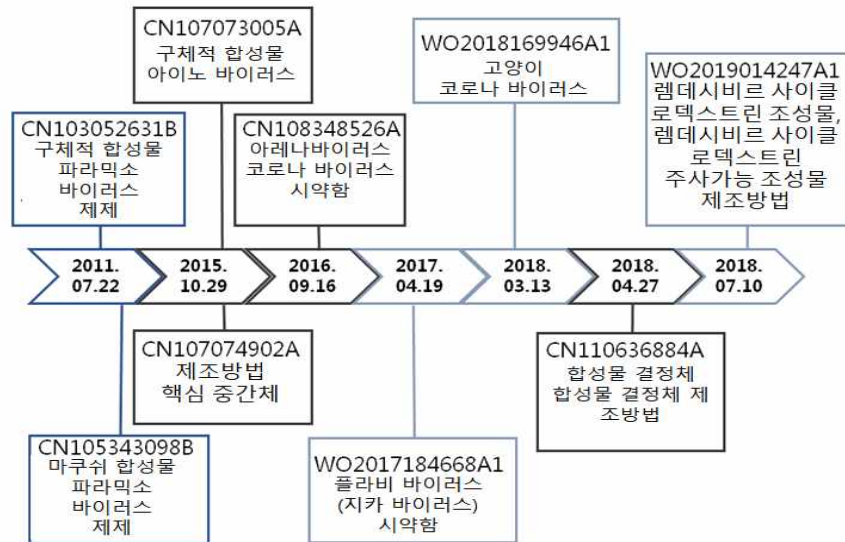 CN107073005A
구체적 합성물
아이노 바이러스
WO2018169946A1
고양이
코로나 바이러스
WO2019014247A1
렘데시비르 사이클
로덱스트린 조성물,
렘데시비르 사이클
로덱스트린
주사가능 조성물
제조방법
CN103052631B
구체적 합성물
파라믹소
바이러스
제제
CN108348526A
아레나바이러스
코로나 바이러스
시약함
2011.
07.22
2015.
10.29
2016.
09.16
2017.
04.19
2018.
03.13
2018.
04.27
2018.
07.10
CN107074902A
제조방법
핵심 중간체
CN110636884A
합성물 결정체
합성물 결정체 제
조방법
CN105343098B
마쿠쉬 합성물
파라믹소
바이러스
제제
WO2017184668A1
플라비 바이러스
(지카 바이러스)
시약함